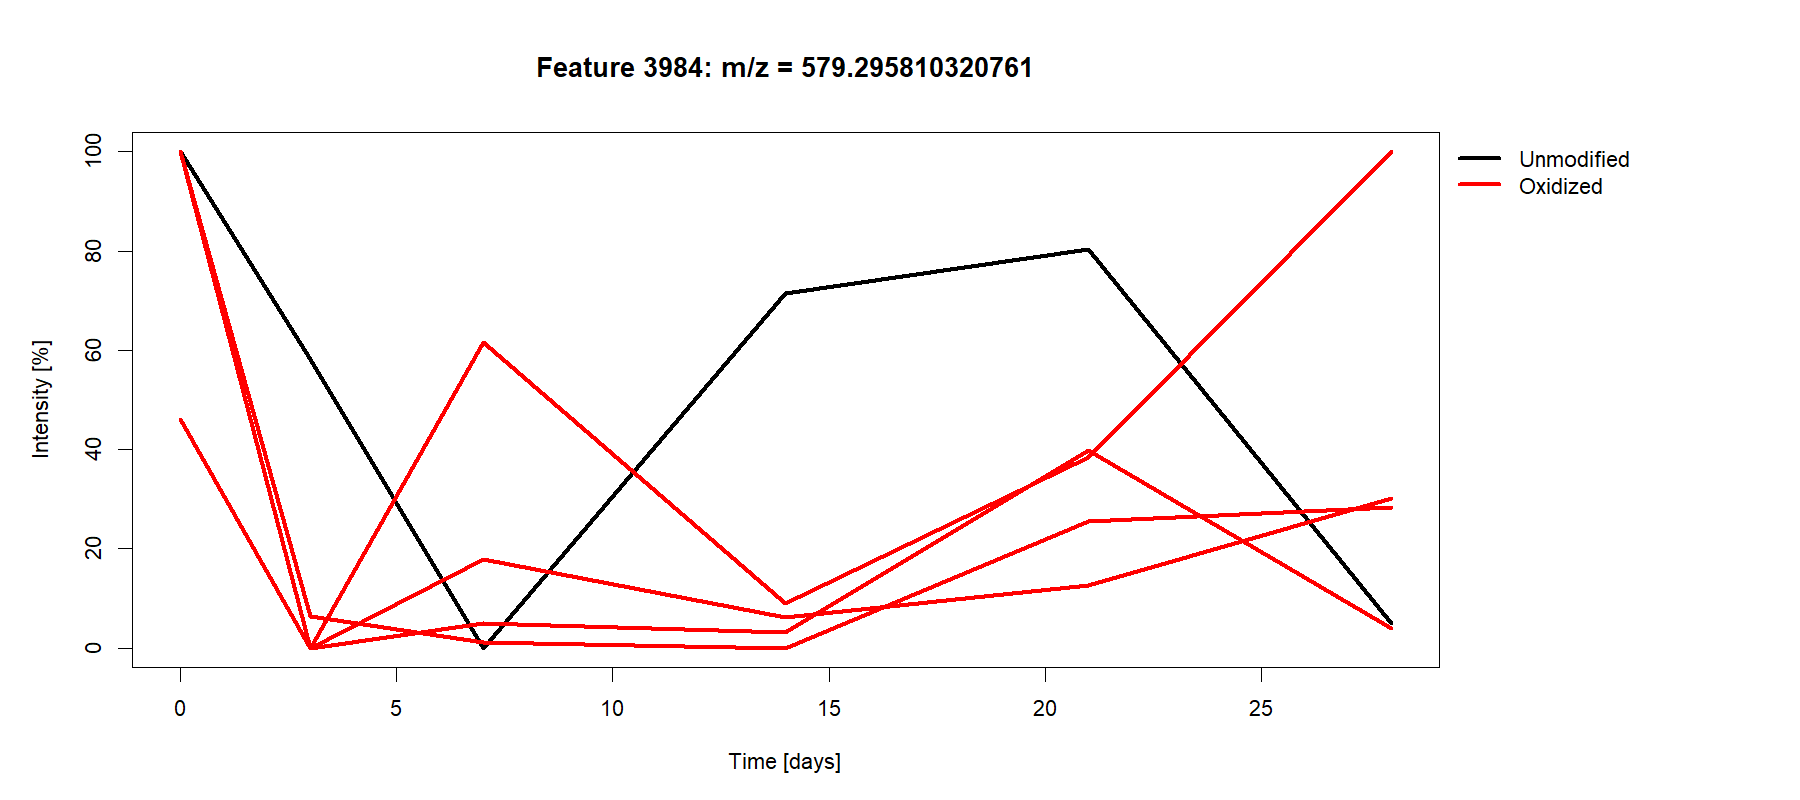 Feature 3984: m/z = 579.295810320761
Unmodified
Oxidized
Intensity [%]
100
80
60
40
20
0
0 5 10 15 20 25
Time [days]